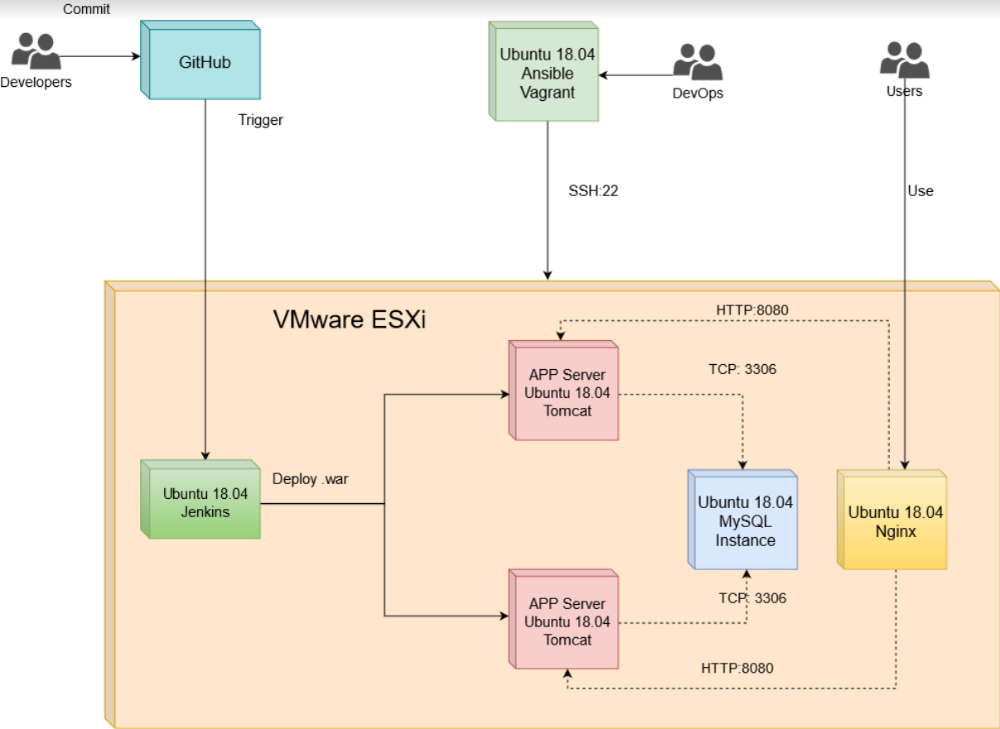 Commit
Developers
GitHub
Trigger
Ubuntu 18.04
Ansible
Vagrant
DevOps
Users
SSH:22
Use
VMware ESXi
HTTP:8080
APP Server
Ubuntu 18.04
Tomcat
TCP: 3306
Ubuntu 18.04
Jenkins
Deploy .war
Ubuntu 18.04
MySQL
Instance
Ubuntu 18.04
Nginx
APP Server
Ubuntu 18.04
Tomcat
TCP: 3306
HTTP:8080